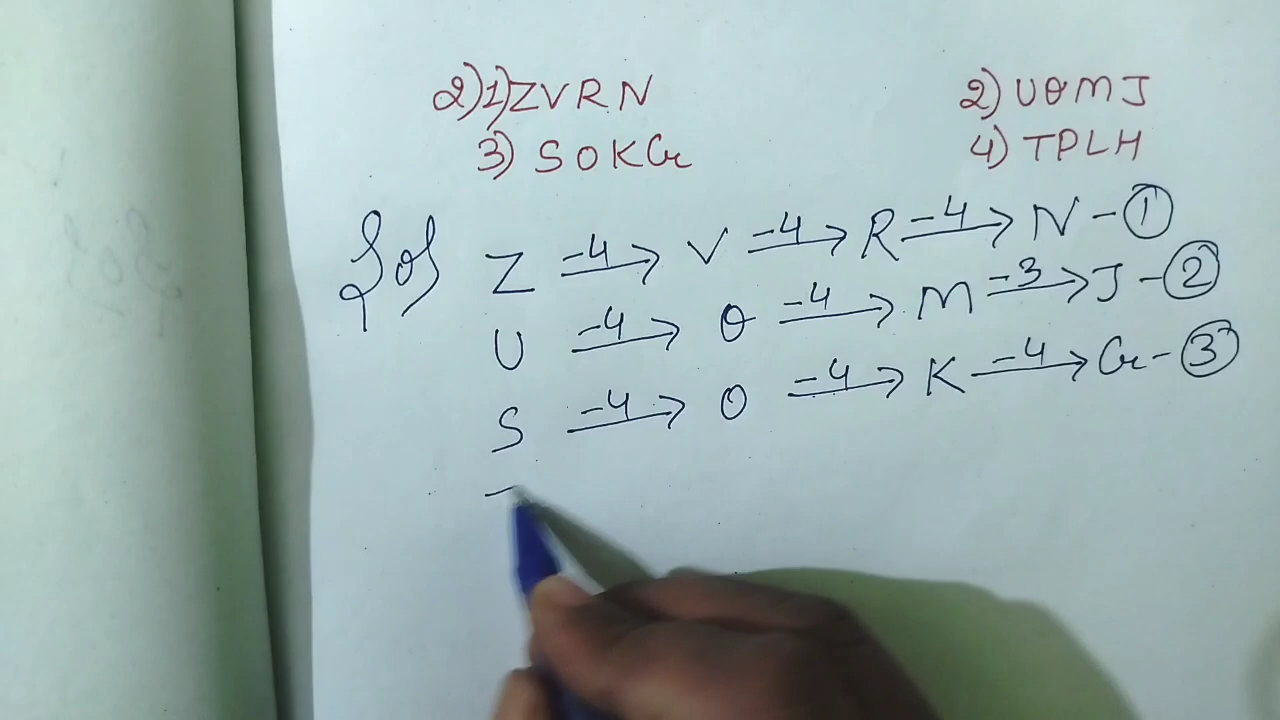 2) 1) ZVRN 2) UQMJ
3) SOKG 4) TPLH
Sol Z -4→ V -4→ R -4→ N - ①
U -4→ Q -4→ M -3→ J - ②
S -4→ O -4→ K -4→ G - ③